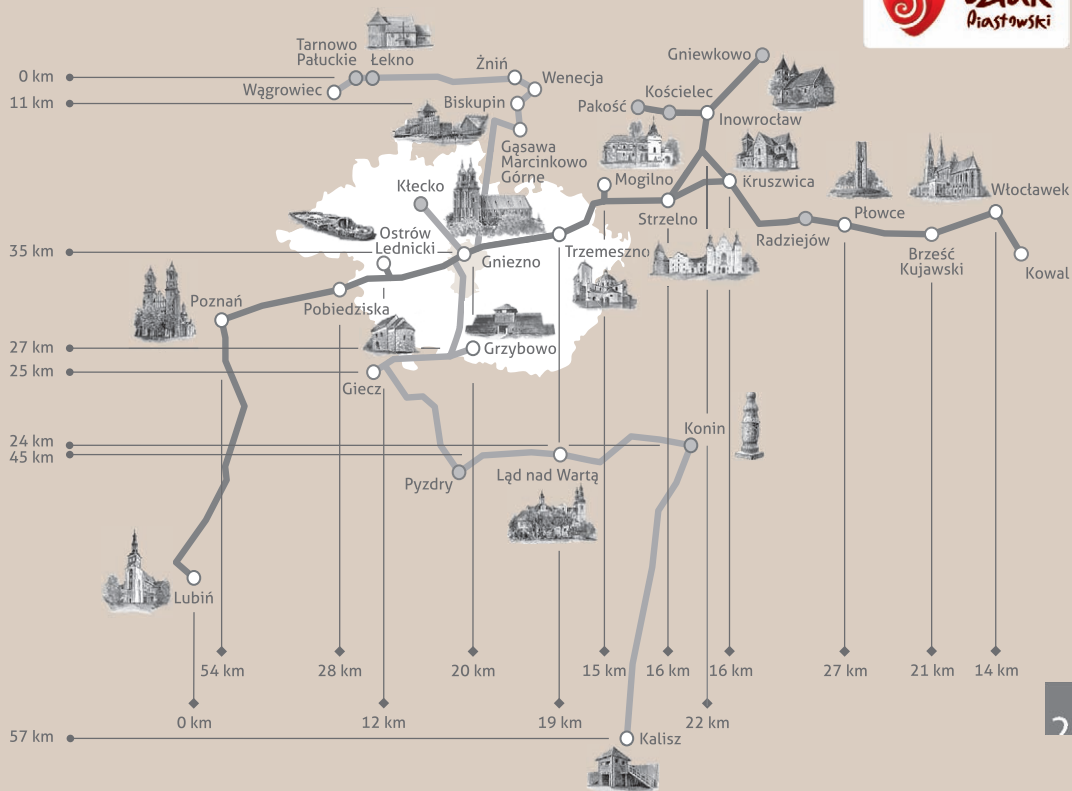 Piastowski
Tarnowo
Pałuckie
Łekno
Żnin
Wenecja
Gniewkowo
0 km
Wągrowiec
11 km
Biskupin
Kościelec
Pakość
Inowrocław
Gąsawa
Marcinkowo
Górne
Mogilno
Kruszwica
Kłecko
Włocławek
Strzelno
Płowce
Radziejów
Ostrów
Lednicki
35 km
Gniezno
Trzemeszno
Brześć
Kujawski
Kowal
Poznań
Pobiedziska
27 km
Grzybowo
25 km
Giecz
24 km
45 km
Konin
Pyzdry
Ląd nad Wartą
Lubiń
54 km
28 km
20 km
15 km
16 km
16 km
27 km
21 km
14 km
0 km
12 km
19 km
22 km
57 km
Kalisz